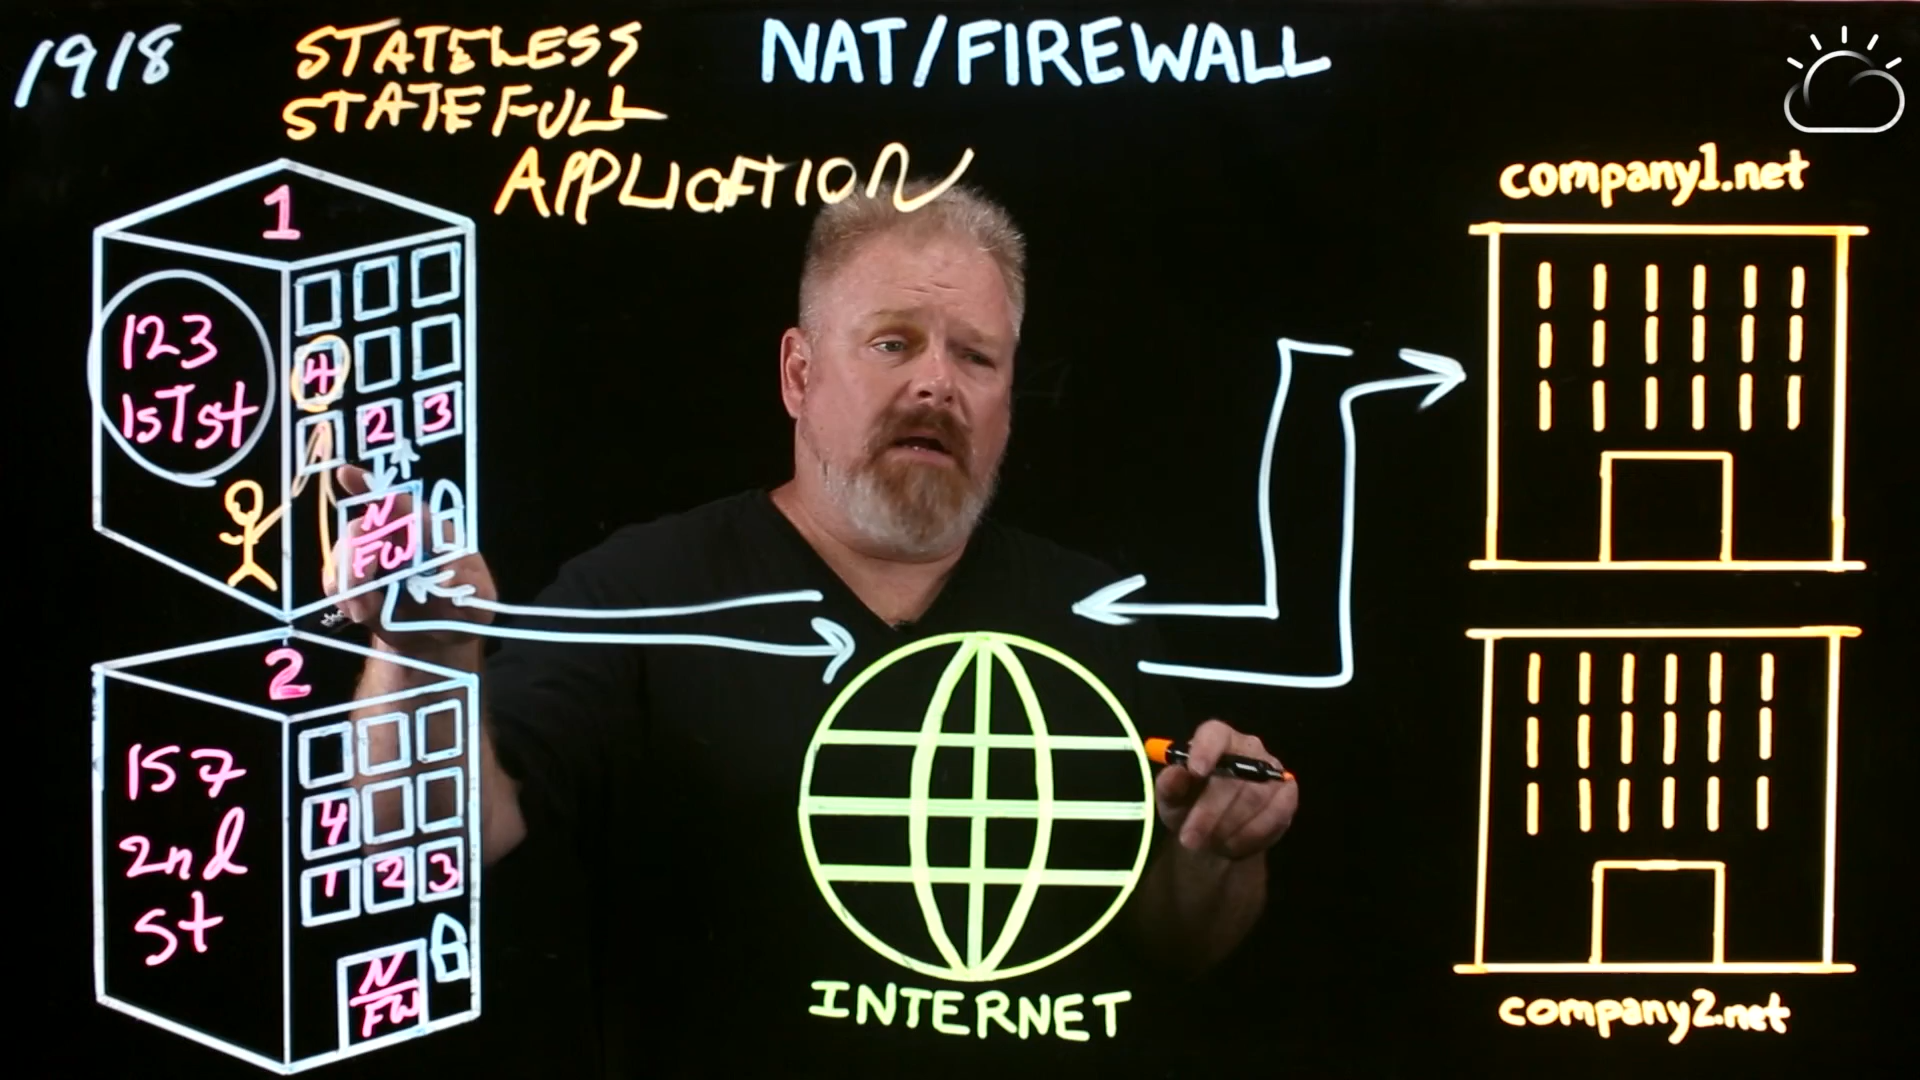 1918
STATELESS
STATEFULL
APPLICATION
NAT/FIREWALL
company1.net
1
123
1sT st
4
2 3
N
FW
2
157
2nd
st
4
1 2 3
N
FW
INTERNET
company2.net